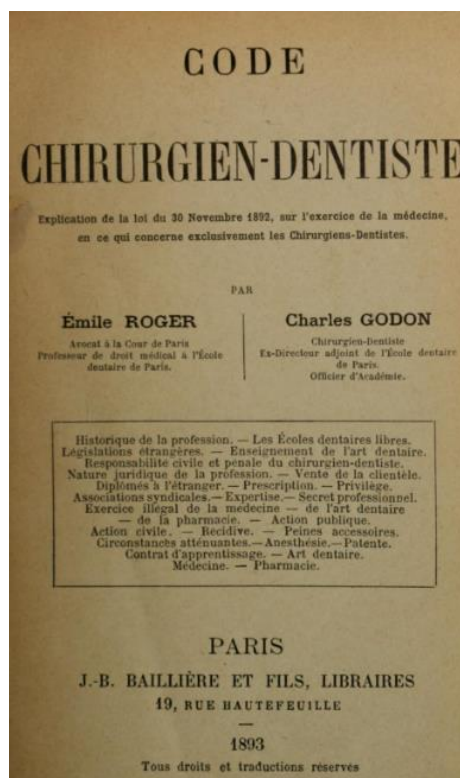 CODE
CHIRURGIEN-DENTISTE
Explication de la loi du 30 Novembre 1892, sur l'exercice de la médecine,
en ce qui concerne exclusivement les Chirurgiens-Dentistes.
PAR
Émile ROGER
Avocat à la Cour de Paris
Professeur de droit médical à l'École
dentaire de Paris.
Charles GODON
Chirurgien-Dentiste
Ex-Directeur adjoint de l'École dentaire
de Paris.
Officier d'Académie.
Historique de la profession. — Les Écoles dentaires libres.
Législations étrangères. — Enseignement de l'art dentaire.
Responsabilité civile et penale du chirurgien-dentiste.
Nature juridique de la profession. — Vente de la clientèle.
Diplômés à l'étranger. — Prescription. — Privilège.
Associations syndicales. — Expertise. — Secret professionnel.
Exercice illégal de la médecine — de l'art dentaire
— de la pharmacie. — Action publique.
Action civile. — Récidive. — Peines accessoires.
Circonstances atténuantes. — Anesthésie. — Patente.
Contrat d'apprentissage. — Art dentaire.
Médecine. — Pharmacie.
PARIS
J.-B. BAILLIÈRE ET FILS, LIBRAIRES
19, RUE HAUTEFEUILLE
1893
Tous droits et traductions réservés